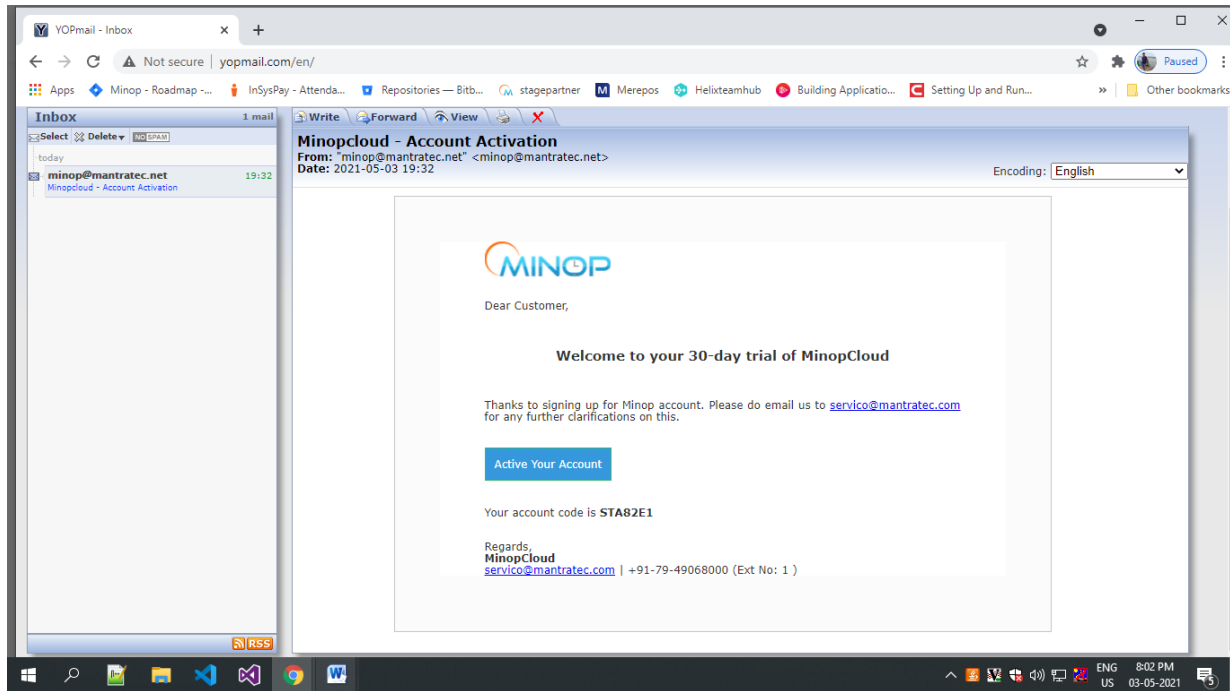 YOPmail - Inbox
Not secure | yopmail.com/en/
Paused
Apps
Minop - Roadmap -...
InSysPay - Attenda...
Repositories — Bitb...
stagepartner
Merepos
Helixteamhub
Building Applicatio...
Setting Up and Run...
»
Other bookmarks
Inbox
1 mail
Select Delete NO SPAM
today
minop@mantratec.net 19:32
Minopcloud - Account Activation
RSS
Write Forward View
Minopcloud - Account Activation
From: "minop@mantratec.net" <minop@mantratec.net>
Date: 2021-05-03 19:32
Encoding: English
MINOP
Dear Customer,
Welcome to your 30-day trial of MinopCloud
Thanks to signing up for Minop account. Please do email us to servico@mantratec.com
for any further clarifications on this.
Active Your Account
Your account code is STA82E1
Regards,
MinopCloud
servico@mantratec.com | +91-79-49068000 (Ext No: 1 )
ENG 8:02 PM
US 03-05-2021
5